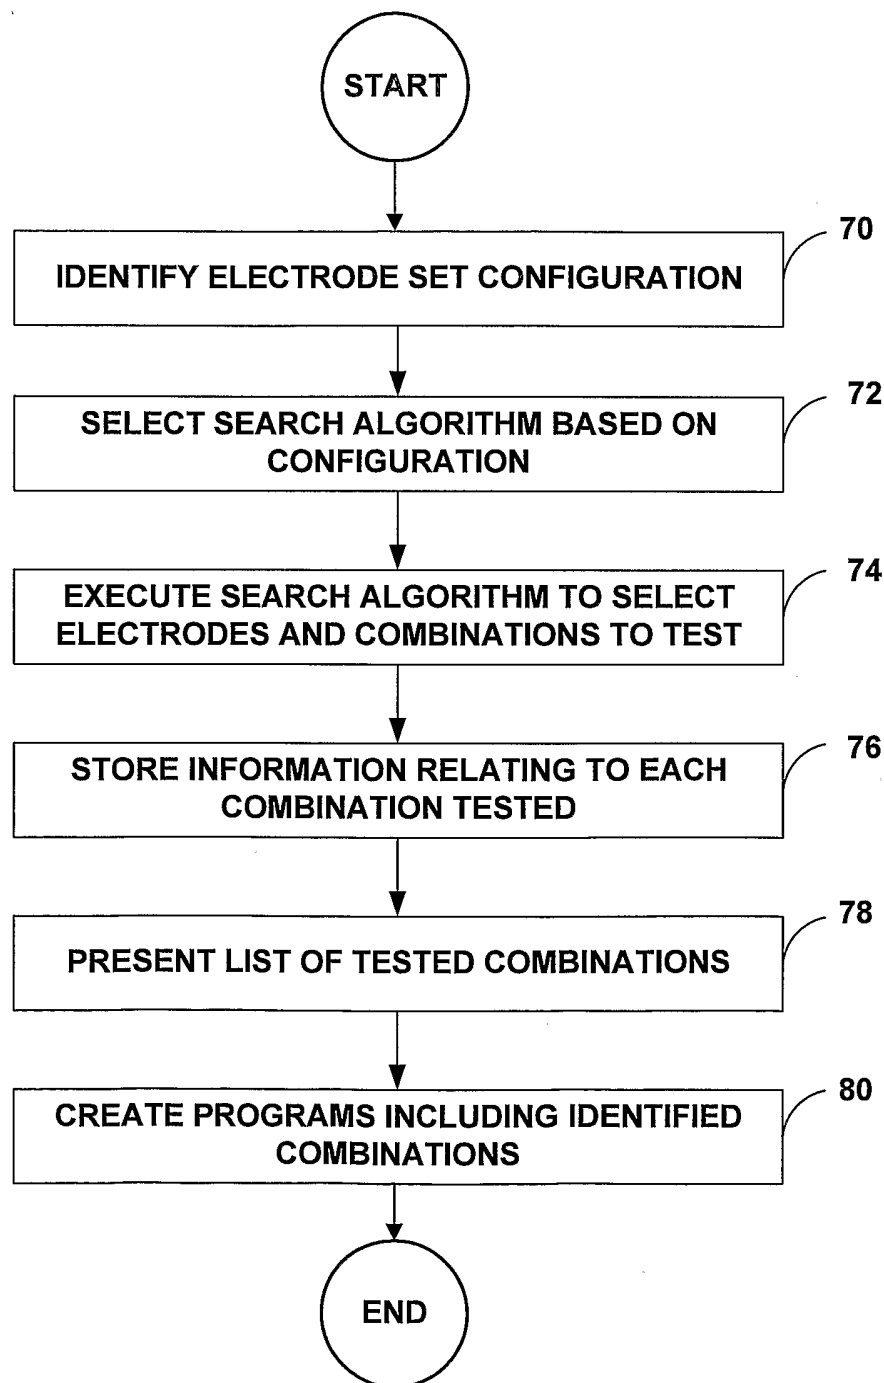 START
70
IDENTIFY ELECTRODE SET CONFIGURATION
72
SELECT SEARCH ALGORITHM BASED ON
CONFIGURATION
74
EXECUTE SEARCH ALGORITHM TO SELECT
ELECTRODES AND COMBINATIONS TO TEST
76
STORE INFORMATION RELATING TO EACH
COMBINATION TESTED
78
PRESENT LIST OF TESTED COMBINATIONS
80
CREATE PROGRAMS INCLUDING IDENTIFIED
COMBINATIONS
END